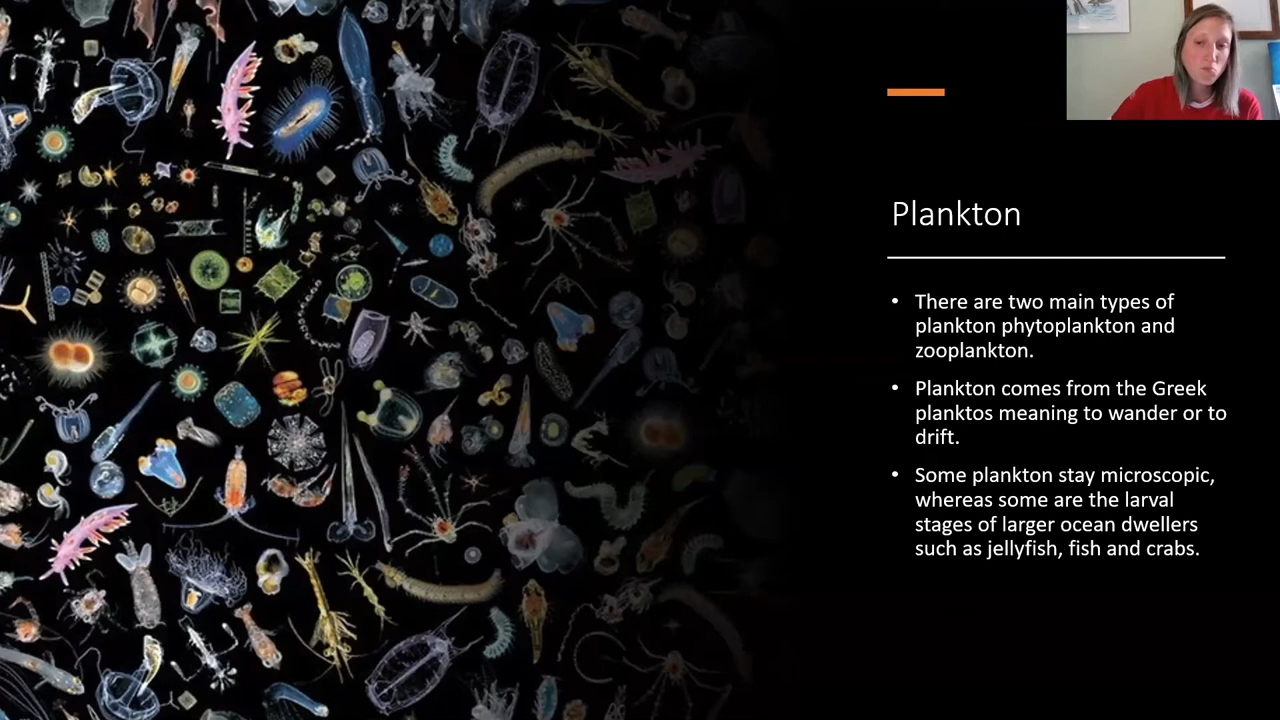 Plankton
• There are two main types of
plankton phytoplankton and
zooplankton.
• Plankton comes from the Greek
planktos meaning to wander or to
drift.
• Some plankton stay microscopic,
whereas some are the larval
stages of larger ocean dwellers
such as jellyfish, fish and crabs.